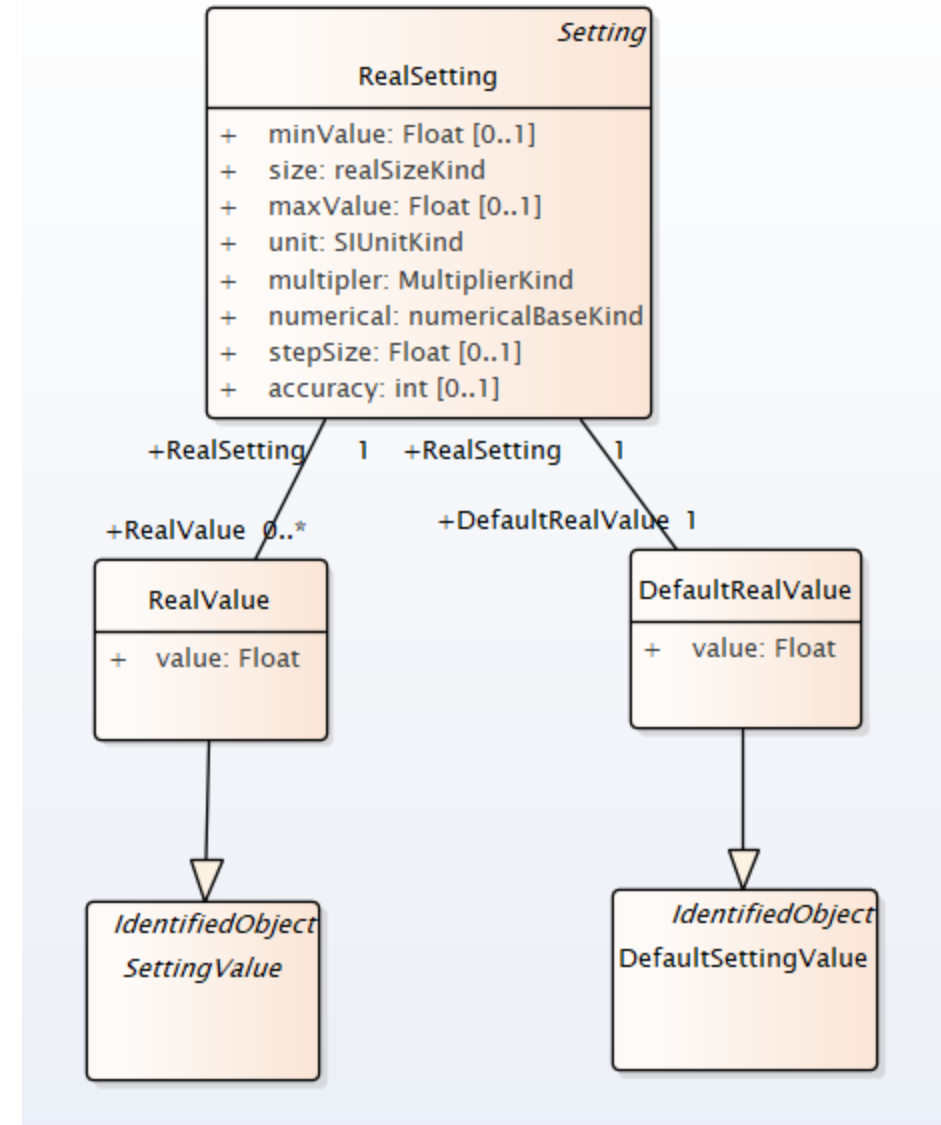 Setting
RealSetting
+ minValue: Float [0..1]
+ size: realSizeKind
+ maxValue: Float [0..1]
+ unit: SIUnitKind
+ multipler: MultiplierKind
+ numerical: numericalBaseKind
+ stepSize: Float [0..1]
+ accuracy: int [0..1]
+RealSetting 1 +RealSetting 1
+RealValue 0..* +DefaultRealValue 1
RealValue
+ value: Float
DefaultRealValue
+ value: Float
IdentifiedObject
SettingValue
IdentifiedObject
DefaultSettingValue